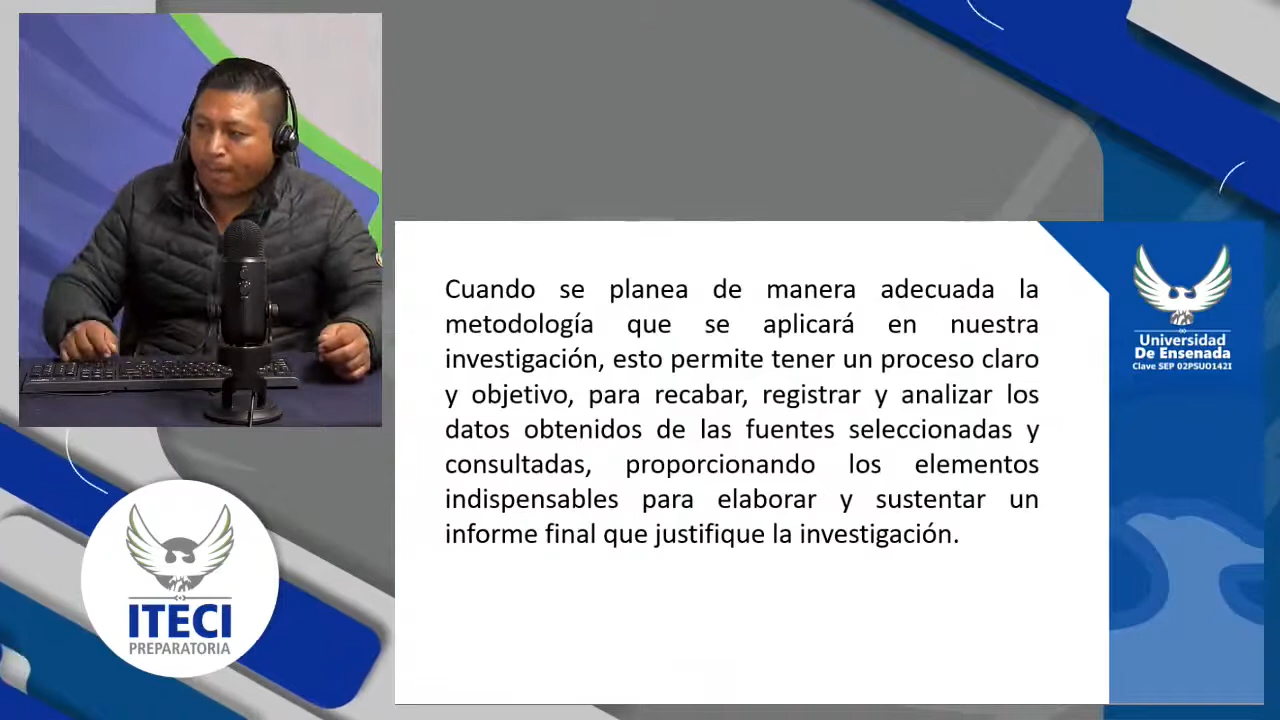 Cuando se planea de manera adecuada la
metodología que se aplicará en nuestra
investigación, esto permite tener un proceso claro
y objetivo, para recabar, registrar y analizar los
datos obtenidos de las fuentes seleccionadas y
consultadas, proporcionando los elementos
indispensables para elaborar y sustentar un
informe final que justifique la investigación.
Universidad
De Ensenada
Clave SEP 02PSU0142I
ITECI
PREPARATORIA